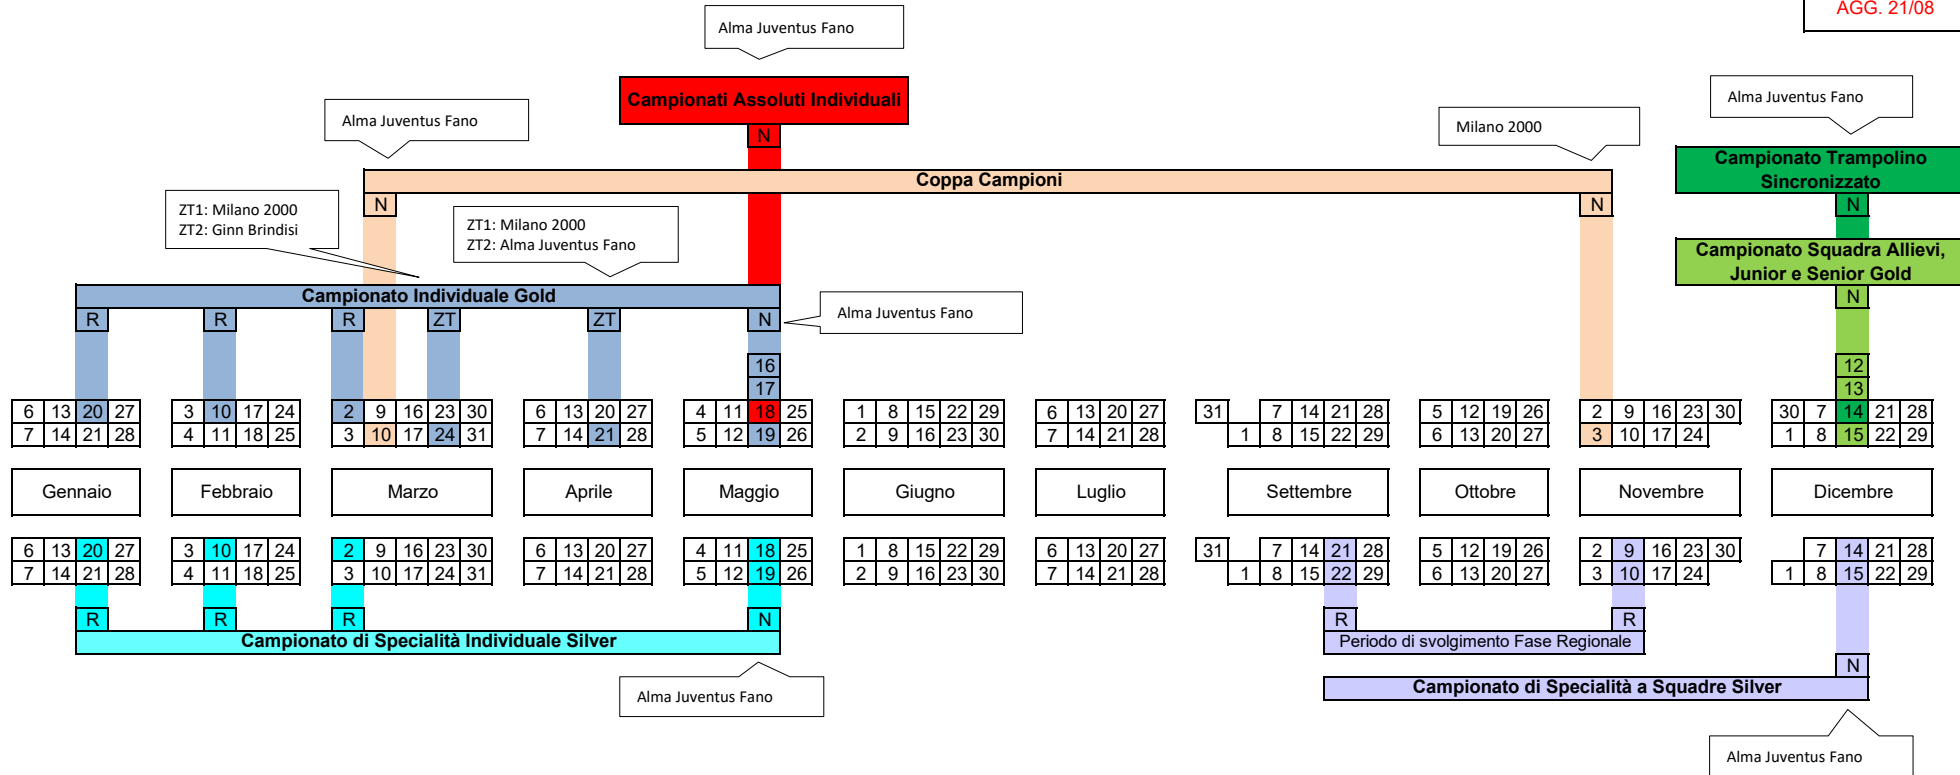 AGG. 21/08
Alma Juventus Fano
Campionati Assoluti Individuali
N
Alma Juventus Fano
Milano 2000
Alma Juventus Fano
Campionato Trampolino
Sincronizzato
N
Coppa Campioni
N
N
ZT1: Milano 2000
ZT2: Ginn Brindisi
ZT1: Milano 2000
ZT2: Alma Juventus Fano
Campionato Squadra Allievi,
Junior e Senior Gold
N
Campionato Individuale Gold
R R R ZT ZT N
Alma Juventus Fano
16
17
12
13
6 13 20 27 3 10 17 24 2 9 16 23 30 6 13 20 27 4 11 18 25 1 8 15 22 29 6 13 20 27 31 7 14 21 28 5 12 19 26 2 9 16 23 30 30 7 14 21 28
7 14 21 28 4 11 18 25 3 10 17 24 31 7 14 21 28 5 12 19 26 2 9 16 23 30 7 14 21 28 1 8 15 22 29 6 13 20 27 3 10 17 24 1 8 15 22 29
Gennaio Febbraio Marzo Aprile Maggio Giugno Luglio Settembre Ottobre Novembre Dicembre
6 13 20 27 3 10 17 24 2 9 16 23 30 6 13 20 27 4 11 18 25 1 8 15 22 29 6 13 20 27 31 7 14 21 28 5 12 19 26 2 9 16 23 30 7 14 21 28
7 14 21 28 4 11 18 25 3 10 17 24 31 7 14 21 28 5 12 19 26 2 9 16 23 30 7 14 21 28 1 8 15 22 29 6 13 20 27 3 10 17 24 1 8 15 22 29
R R R N R R
Campionato di Specialità Individuale Silver
Periodo di svolgimento Fase Regionale
N
Campionato di Specialità a Squadre Silver
Alma Juventus Fano
Alma Juventus Fano